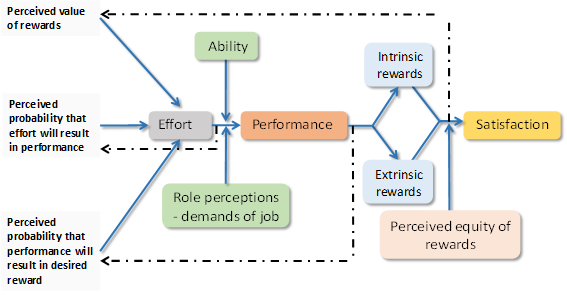 Perceived value
of rewards
Ability
Intrinsic
rewards
Perceived
probability that
effort will result
in performance
Effort
Performance
Satisfaction
Extrinsic
rewards
Role perceptions
- demands of job
Perceived equity of
rewards
Perceived
probability that
performance will
result in desired
reward